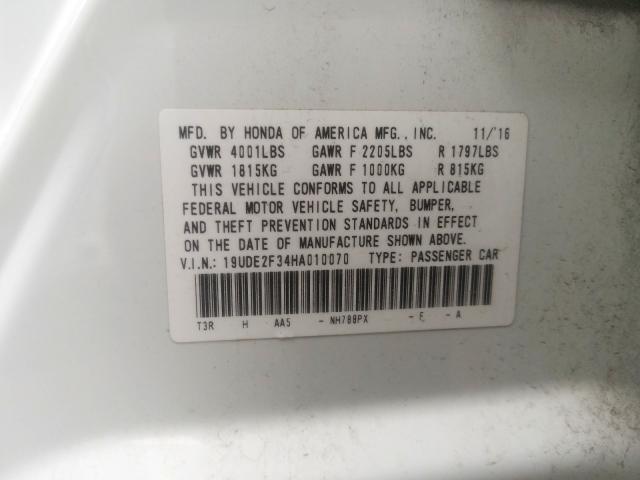 MFD. BY HONDA OF AMERICA MFG., INC. 11/'16
GVWR 4001LBS GAWR F 2205LBS R 1797LBS
GVWR 1815KG GAWR F 1000KG R 815KG
THIS VEHICLE CONFORMS TO ALL APPLICABLE
FEDERAL MOTOR VEHICLE SAFETY, BUMPER,
AND THEFT PREVENTION STANDARDS IN EFFECT
ON THE DATE OF MANUFACTURE SHOWN ABOVE.
V.I.N.: 19UDE2F34HA010070 TYPE: PASSENGER CAR
T3R H AA5 - NH788PX - E - A